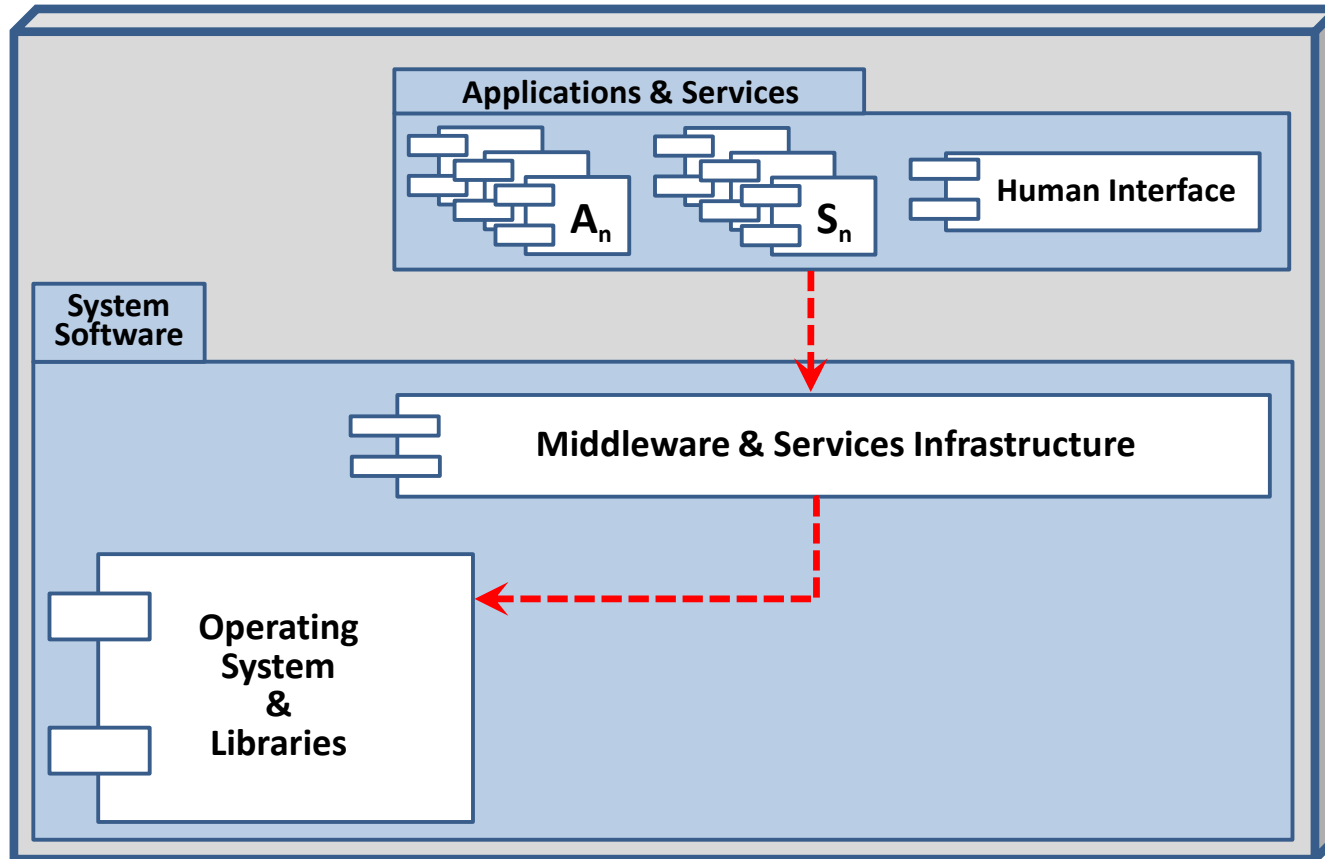 Applications & Services
An
Sn
Human Interface
System
Software
Middleware & Services Infrastructure
Operating
System
&
Libraries